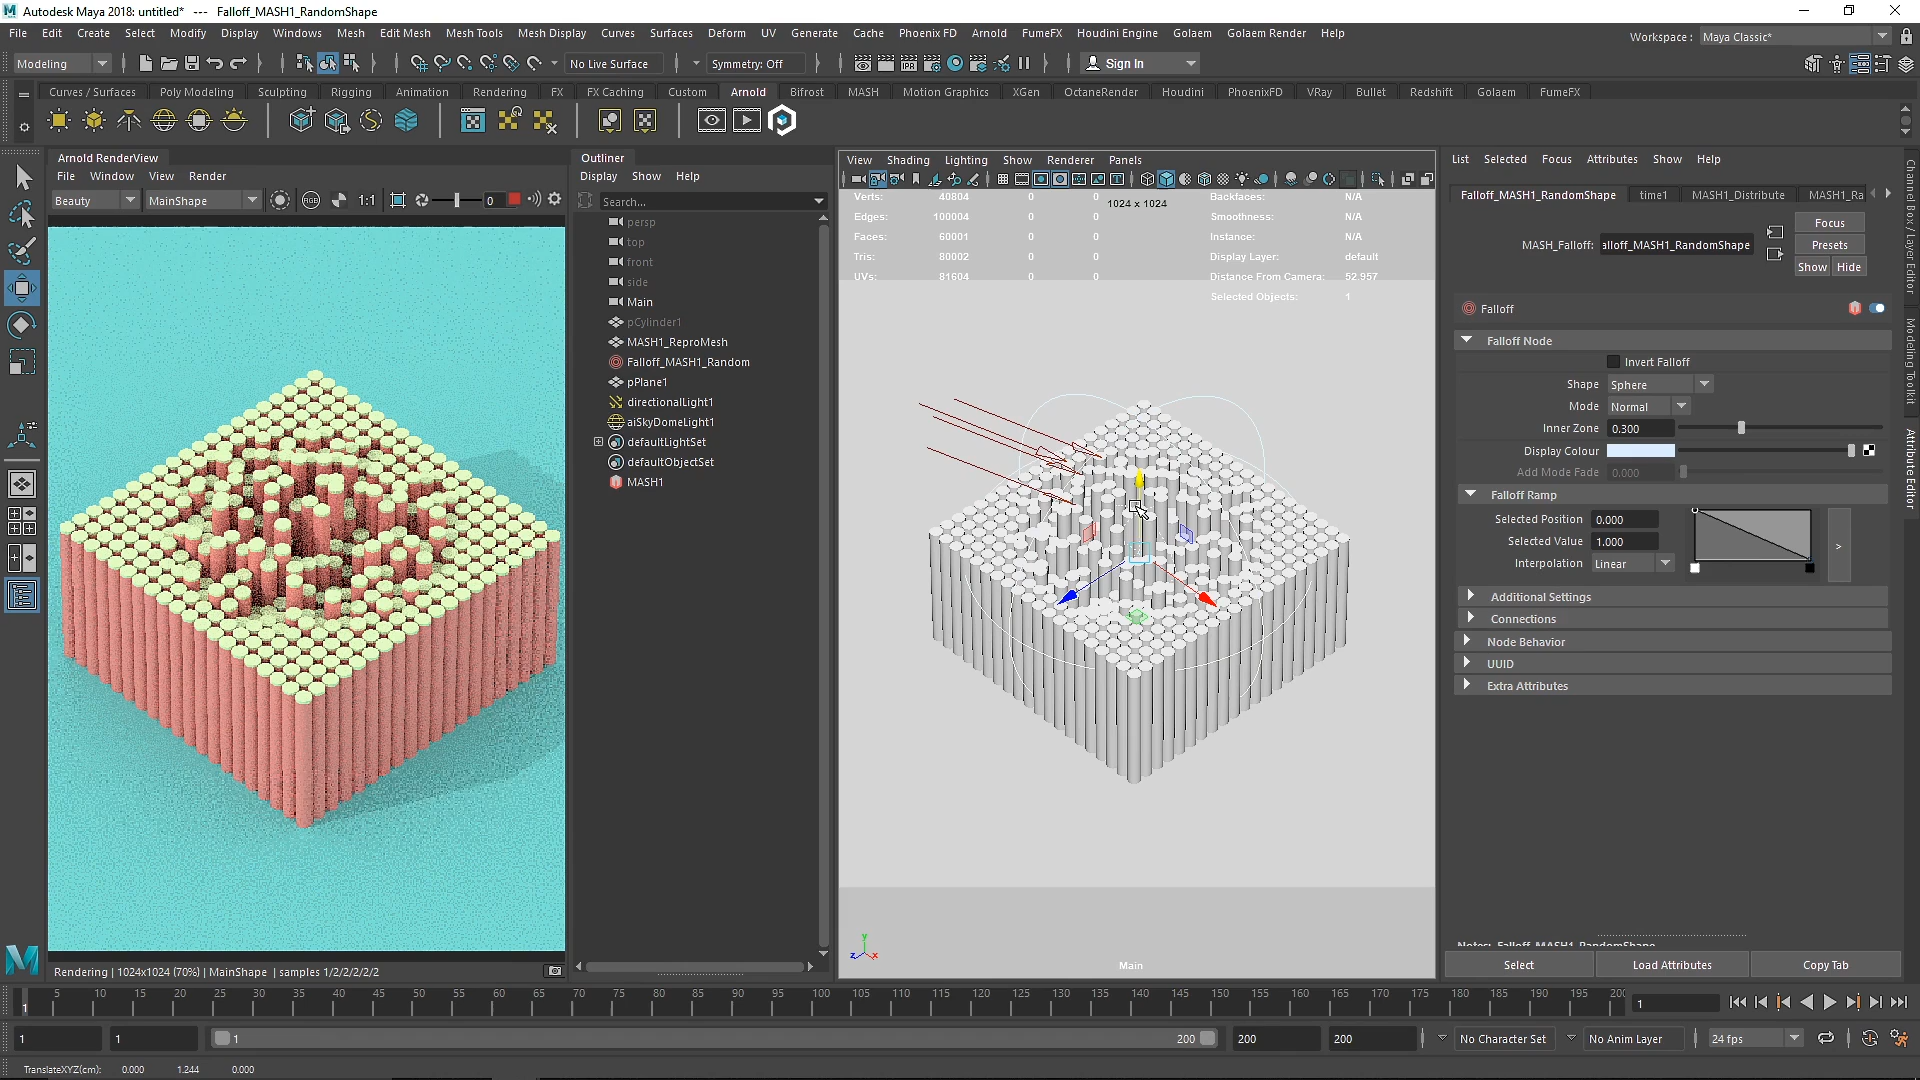 Autodesk Maya 2018: untitled* --- Falloff_MASH1_RandomShape
File Edit Create Select Modify Display Windows Mesh Edit Mesh Mesh Tools Mesh Display Curves Surfaces Deform UV Generate Cache Phoenix FD Arnold FumeFX Houdini Engine Golaem Golaem Render Help
Workspace : Maya Classic*
Modeling No Live Surface Symmetry: Off Sign In
Curves / Surfaces Poly Modeling Sculpting Rigging Animation Rendering FX FX Caching Custom Arnold Bifrost MASH Motion Graphics XGen OctaneRender Houdini PhoenixFD VRay Bullet Redshift Golaem FumeFX
Arnold RenderView
File Window View Render
Beauty MainShape RGB 1:1 0
Rendering | 1024x1024 (70%) | MainShape | samples 1/2/2/2/2/2
Outliner
Display Show Help
Search...
persp
top
front
side
Main
pCylinder1
MASH1_ReproMesh
Falloff_MASH1_Random
pPlane1
directionalLight1
aiSkyDomeLight1
defaultLightSet
defaultObjectSet
MASH1
View Shading Lighting Show Renderer Panels
Verts: 40804 0 0
Edges: 100004 0 0
Faces: 60001 0 0
Tris: 80002 0 0
UVs: 81604 0 0
1024 x 1024
Backfaces: N/A
Smoothness: N/A
Instance: N/A
Display Layer: default
Distance From Camera: 52.957
Selected Objects: 1
y
z x
Main
List Selected Focus Attributes Show Help
Falloff_MASH1_RandomShape time1 MASH1_Distribute MASH1_Ra
MASH_Falloff: alloff_MASH1_RandomShape
Focus
Presets
Show Hide
Falloff
Falloff Node
Invert Falloff
Shape Sphere
Mode Normal
Inner Zone 0.300
Display Colour
Add Mode Fade 0.000
Falloff Ramp
Selected Position 0.000
Selected Value 1.000
Interpolation Linear
>
Additional Settings
Connections
Node Behavior
UUID
Extra Attributes
Notes: Falloff_MASH1_RandomShape
Select Load Attributes Copy Tab
Channel Box / Layer Editor
Modeling Toolkit
Attribute Editor
1 5 10 15 20 25 30 35 40 45 50 55 60 65 70 75 80 85 90 95 100 105 110 115 120 125 130 135 140 145 150 155 160 165 170 175 180 185 190 195 200 1
1 1 1 200 200 200 No Character Set No Anim Layer 24 fps
TranslateXYZ(cm): 0.000 1.244 0.000